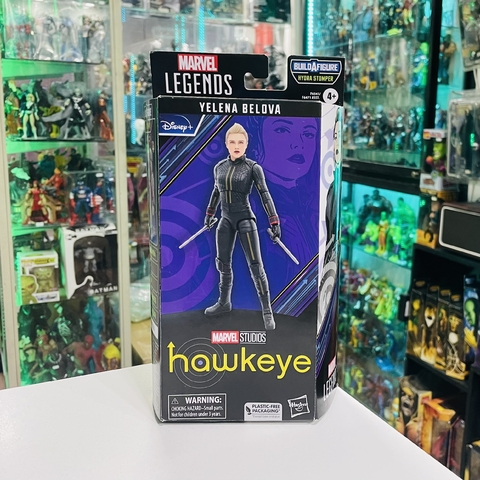 MARVEL
LEGENDS
BUILD A FIGURE
HYDRA STOMPER
4+
YELENA BELOVA
Disney+
MARVEL STUDIOS
hawkeye
WARNING:
CHOKING HAZARD–Small parts.
Not for children under 3 years.
PLASTIC-FREE
PACKAGING
Hasbro
LEG
BATMAN